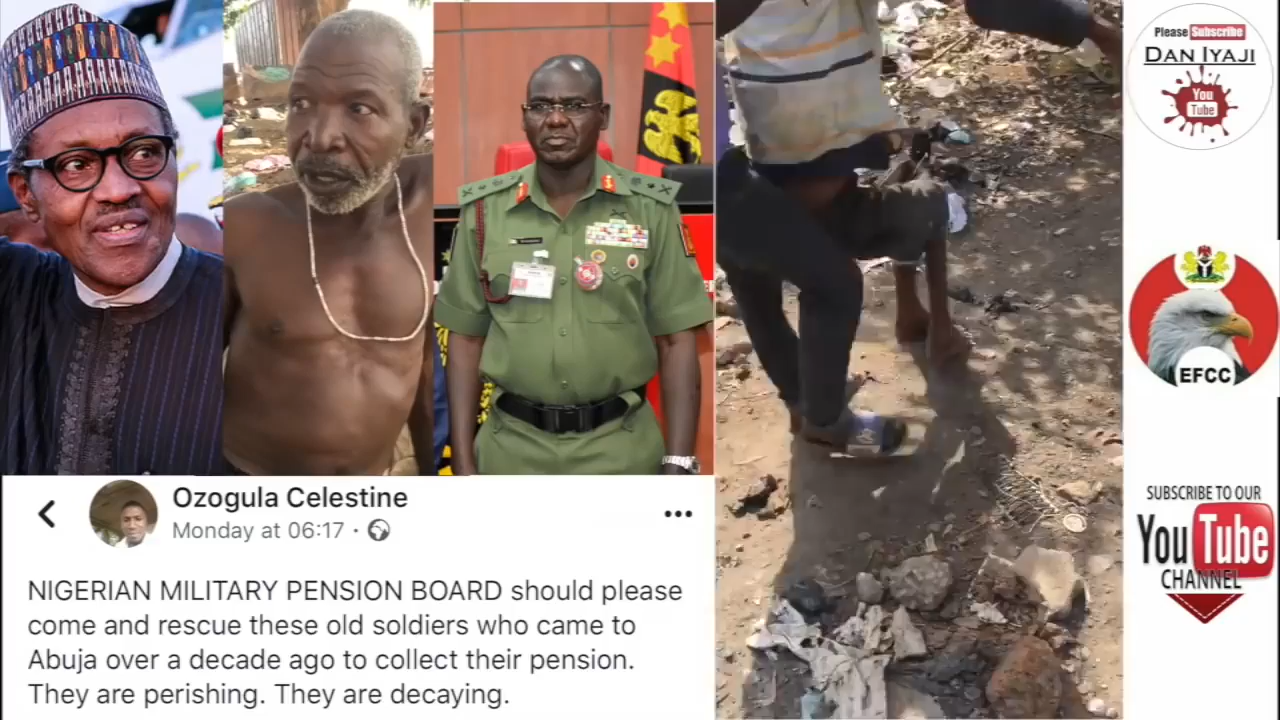 Please Subscribe
DAN IYAJI
You
Tube
EFCC
Ozogula Celestine
Monday at 06:17 ·
NIGERIAN MILITARY PENSION BOARD should please
come and rescue these old soldiers who came to
Abuja over a decade ago to collect their pension.
They are perishing. They are decaying.
SUBSCRIBE TO OUR
YouTube
CHANNEL